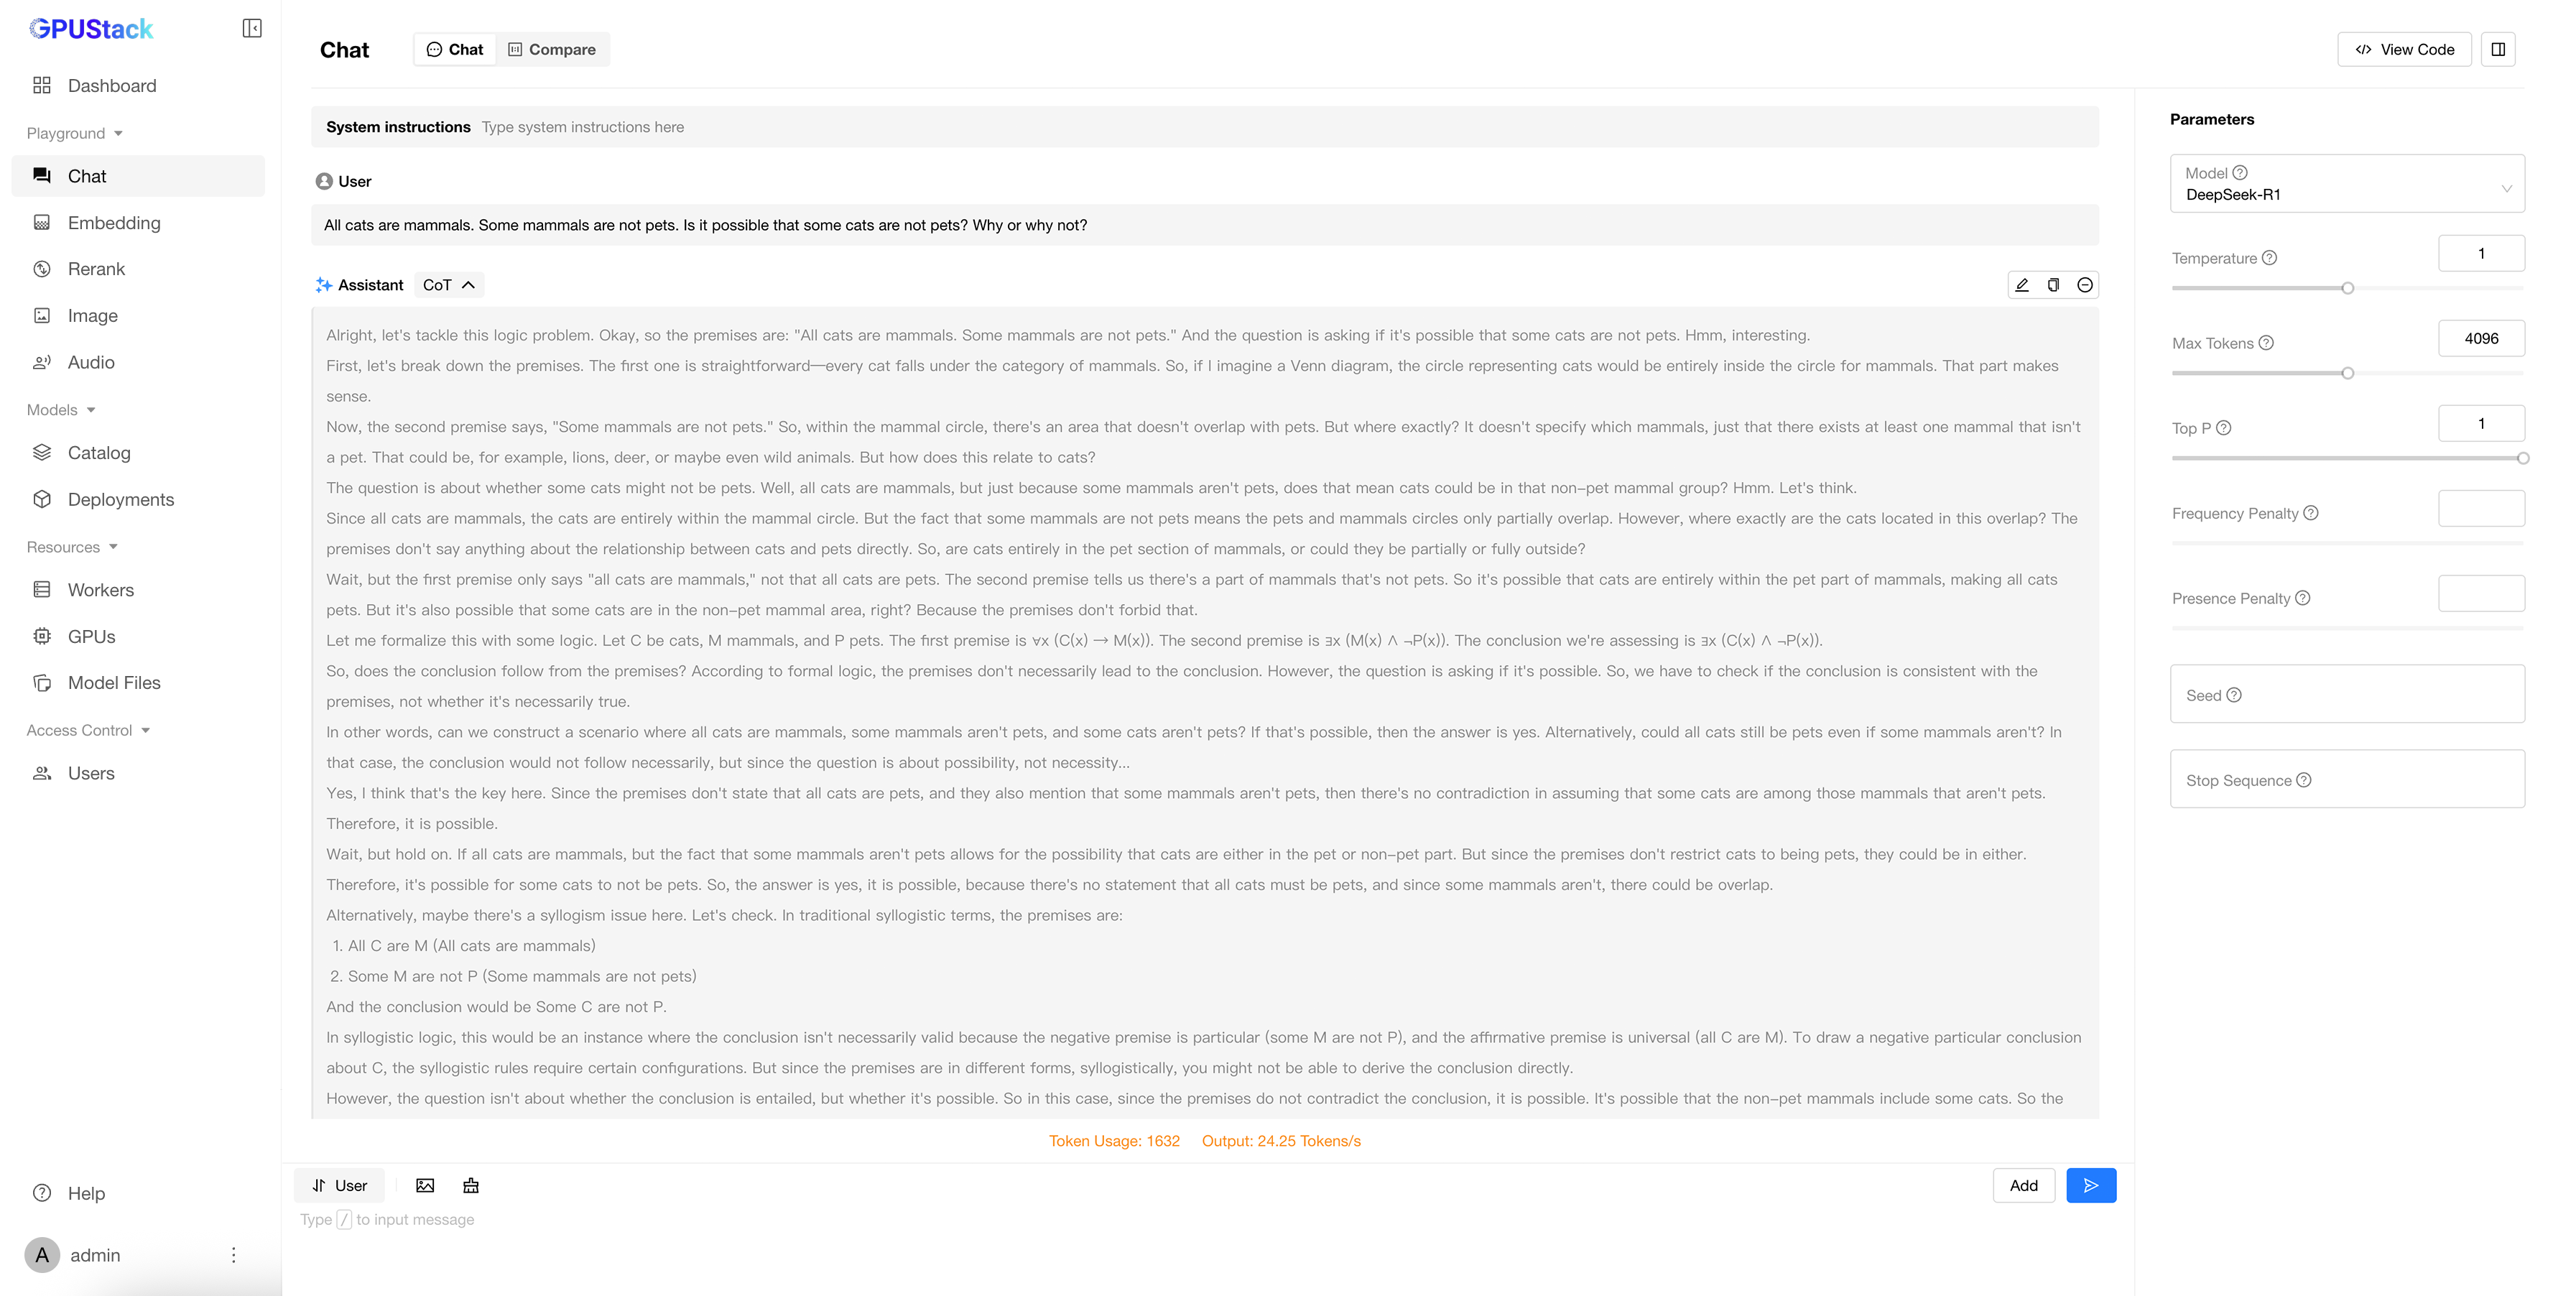 GPUStack
Dashboard
Playground
Chat
Embedding
Rerank
Image
Audio
Models
Catalog
Deployments
Resources
Workers
GPUs
Model Files
Access Control
Users
Help
A admin
Chat Chat Compare
View Code
System instructions Type system instructions here
User
All cats are mammals. Some mammals are not pets. Is it possible that some cats are not pets? Why or why not?
Assistant CoT
Alright, let's tackle this logic problem. Okay, so the premises are: "All cats are mammals. Some mammals are not pets." And the question is asking if it's possible that some cats are not pets. Hmm, interesting.
First, let's break down the premises. The first one is straightforward—every cat falls under the category of mammals. So, if I imagine a Venn diagram, the circle representing cats would be entirely inside the circle for mammals. That part makes
sense.
Now, the second premise says, "Some mammals are not pets." So, within the mammal circle, there's an area that doesn't overlap with pets. But where exactly? It doesn't specify which mammals, just that there exists at least one mammal that isn't
a pet. That could be, for example, lions, deer, or maybe even wild animals. But how does this relate to cats?
The question is about whether some cats might not be pets. Well, all cats are mammals, but just because some mammals aren't pets, does that mean cats could be in that non-pet mammal group? Hmm. Let's think.
Since all cats are mammals, the cats are entirely within the mammal circle. But the fact that some mammals are not pets means the pets and mammals circles only partially overlap. However, where exactly are the cats located in this overlap? The
premises don't say anything about the relationship between cats and pets directly. So, are cats entirely in the pet section of mammals, or could they be partially or fully outside?
Wait, but the first premise only says "all cats are mammals," not that all cats are pets. The second premise tells us there's a part of mammals that's not pets. So it's possible that cats are entirely within the pet part of mammals, making all cats
pets. But it's also possible that some cats are in the non-pet mammal area, right? Because the premises don't forbid that.
Let me formalize this with some logic. Let C be cats, M mammals, and P pets. The first premise is ∀x (C(x) → M(x)). The second premise is ∃x (M(x) ∧ ¬P(x)). The conclusion we're assessing is ∃x (C(x) ∧ ¬P(x)).
So, does the conclusion follow from the premises? According to formal logic, the premises don't necessarily lead to the conclusion. However, the question is asking if it's possible. So, we have to check if the conclusion is consistent with the
premises, not whether it's necessarily true.
In other words, can we construct a scenario where all cats are mammals, some mammals aren't pets, and some cats aren't pets? If that's possible, then the answer is yes. Alternatively, could all cats still be pets even if some mammals aren't? In
that case, the conclusion would not follow necessarily, but since the question is about possibility, not necessity...
Yes, I think that's the key here. Since the premises don't state that all cats are pets, and they also mention that some mammals aren't pets, then there's no contradiction in assuming that some cats are among those mammals that aren't pets.
Therefore, it is possible.
Wait, but hold on. If all cats are mammals, but the fact that some mammals aren't pets allows for the possibility that cats are either in the pet or non-pet part. But since the premises don't restrict cats to being pets, they could be in either.
Therefore, it's possible for some cats to not be pets. So, the answer is yes, it is possible, because there's no statement that all cats must be pets, and since some mammals aren't, there could be overlap.
Alternatively, maybe there's a syllogism issue here. Let's check. In traditional syllogistic terms, the premises are:
1. All C are M (All cats are mammals)
2. Some M are not P (Some mammals are not pets)
And the conclusion would be Some C are not P.
In syllogistic logic, this would be an instance where the conclusion isn't necessarily valid because the negative premise is particular (some M are not P), and the affirmative premise is universal (all C are M). To draw a negative particular conclusion
about C, the syllogistic rules require certain configurations. But since the premises are in different forms, syllogistically, you might not be able to derive the conclusion directly.
However, the question isn't about whether the conclusion is entailed, but whether it's possible. So in this case, since the premises do not contradict the conclusion, it is possible. It's possible that the non-pet mammals include some cats. So the
Token Usage: 1632 Output: 24.25 Tokens/s
User
Add
Type / to input message
Parameters
Model
DeepSeek-R1
Temperature 1
Max Tokens 4096
Top P 1
Frequency Penalty
Presence Penalty
Seed
Stop Sequence